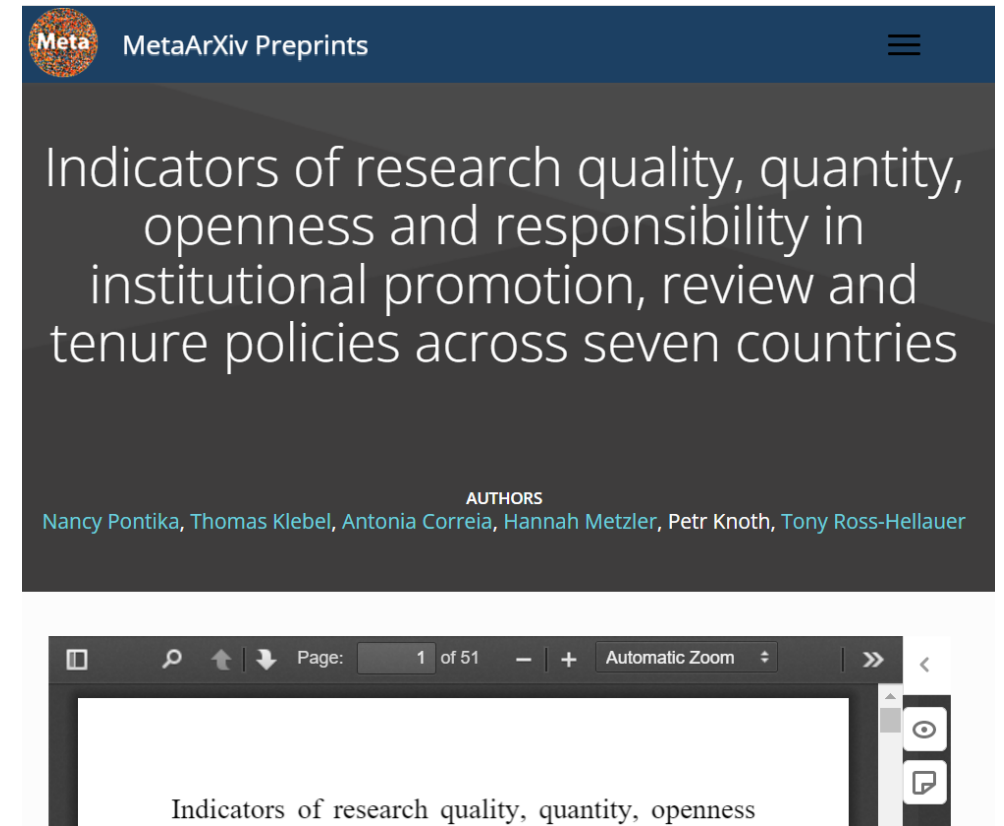 Meta
MetaArXiv Preprints
Indicators of research quality, quantity,
openness and responsibility in
institutional promotion, review and
tenure policies across seven countries
AUTHORS
Nancy Pontika, Thomas Klebel, Antonia Correia, Hannah Metzler, Petr Knoth, Tony Ross-Hellauer
Page: 1 of 51 Automatic Zoom
Indicators of research quality, quantity, openness